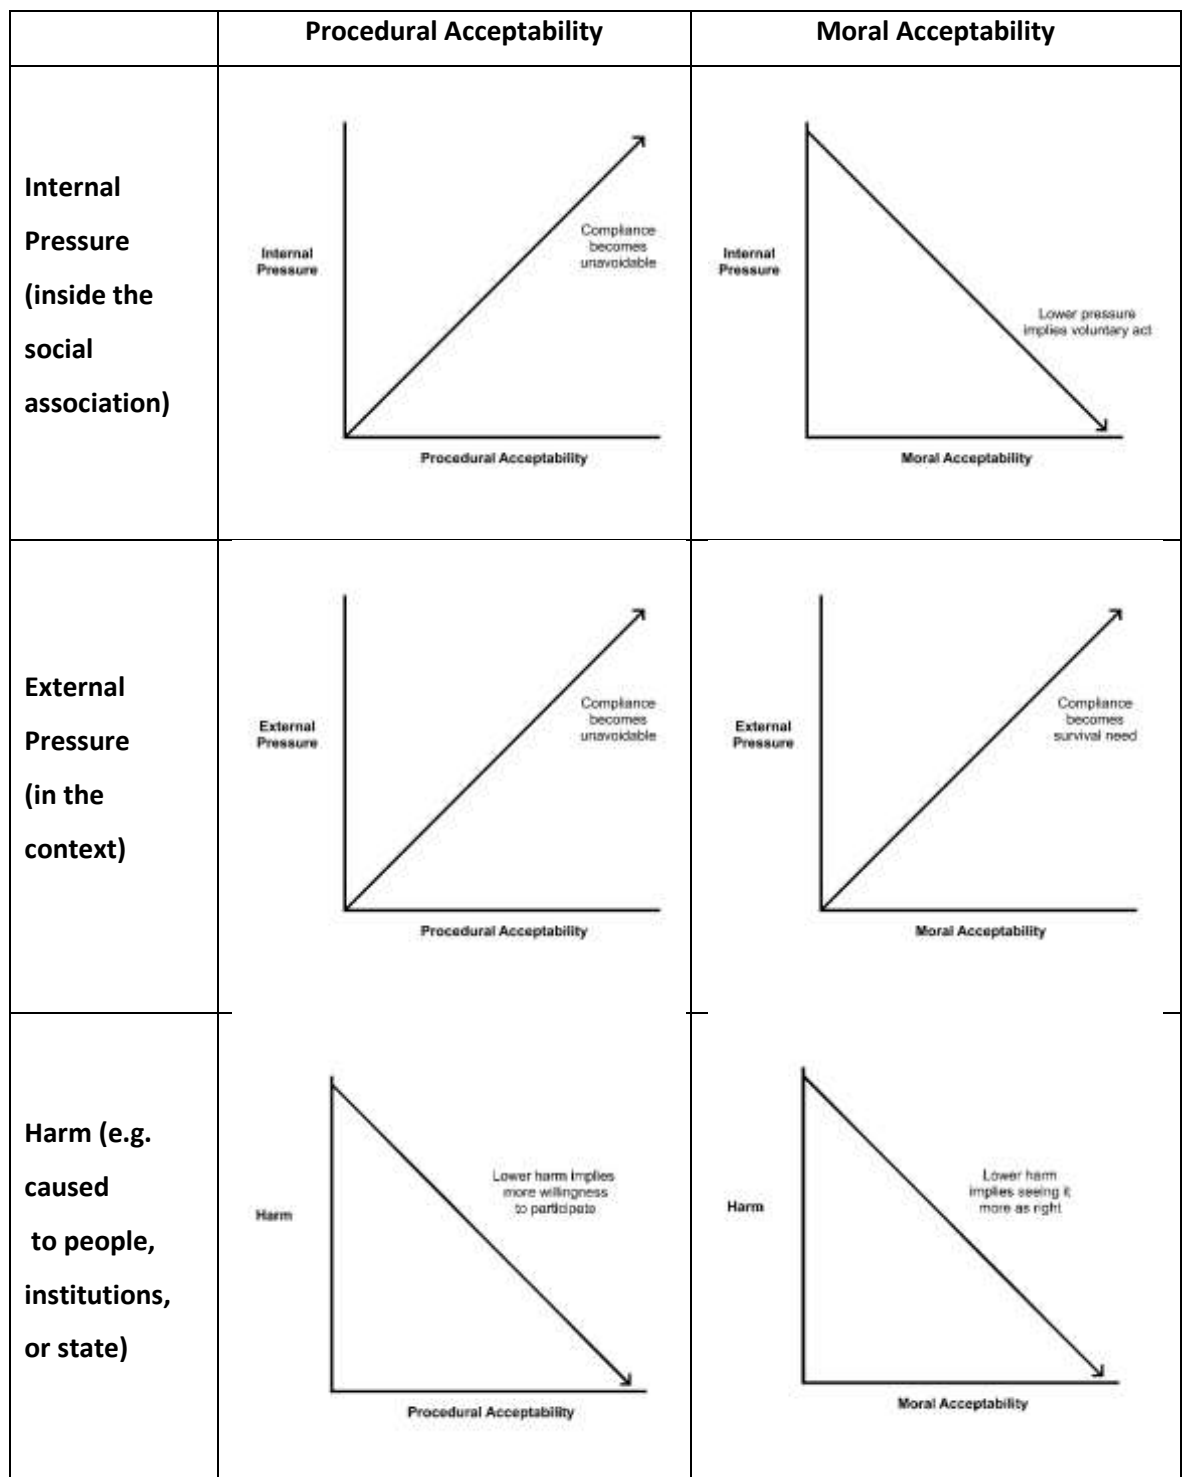 Procedural Acceptability
Moral Acceptability
Internal
Pressure
(inside the
social
association)
Internal
Pressure
Compliance
becomes
unavoidable
Procedural Acceptability
Internal
Pressure
Lower pressure
implies voluntary act
Moral Acceptability
External
Pressure
(in the
context)
External
Pressure
Compliance
becomes
unavoidable
Procedural Acceptability
External
Pressure
Compliance
becomes
survival need
Moral Acceptability
Harm (e.g.
caused
to people,
institutions,
or state)
Harm
Lower harm implies
more willingness
to participate
Procedural Acceptability
Harm
Lower harm
implies seeing it
more as right
Moral Acceptability